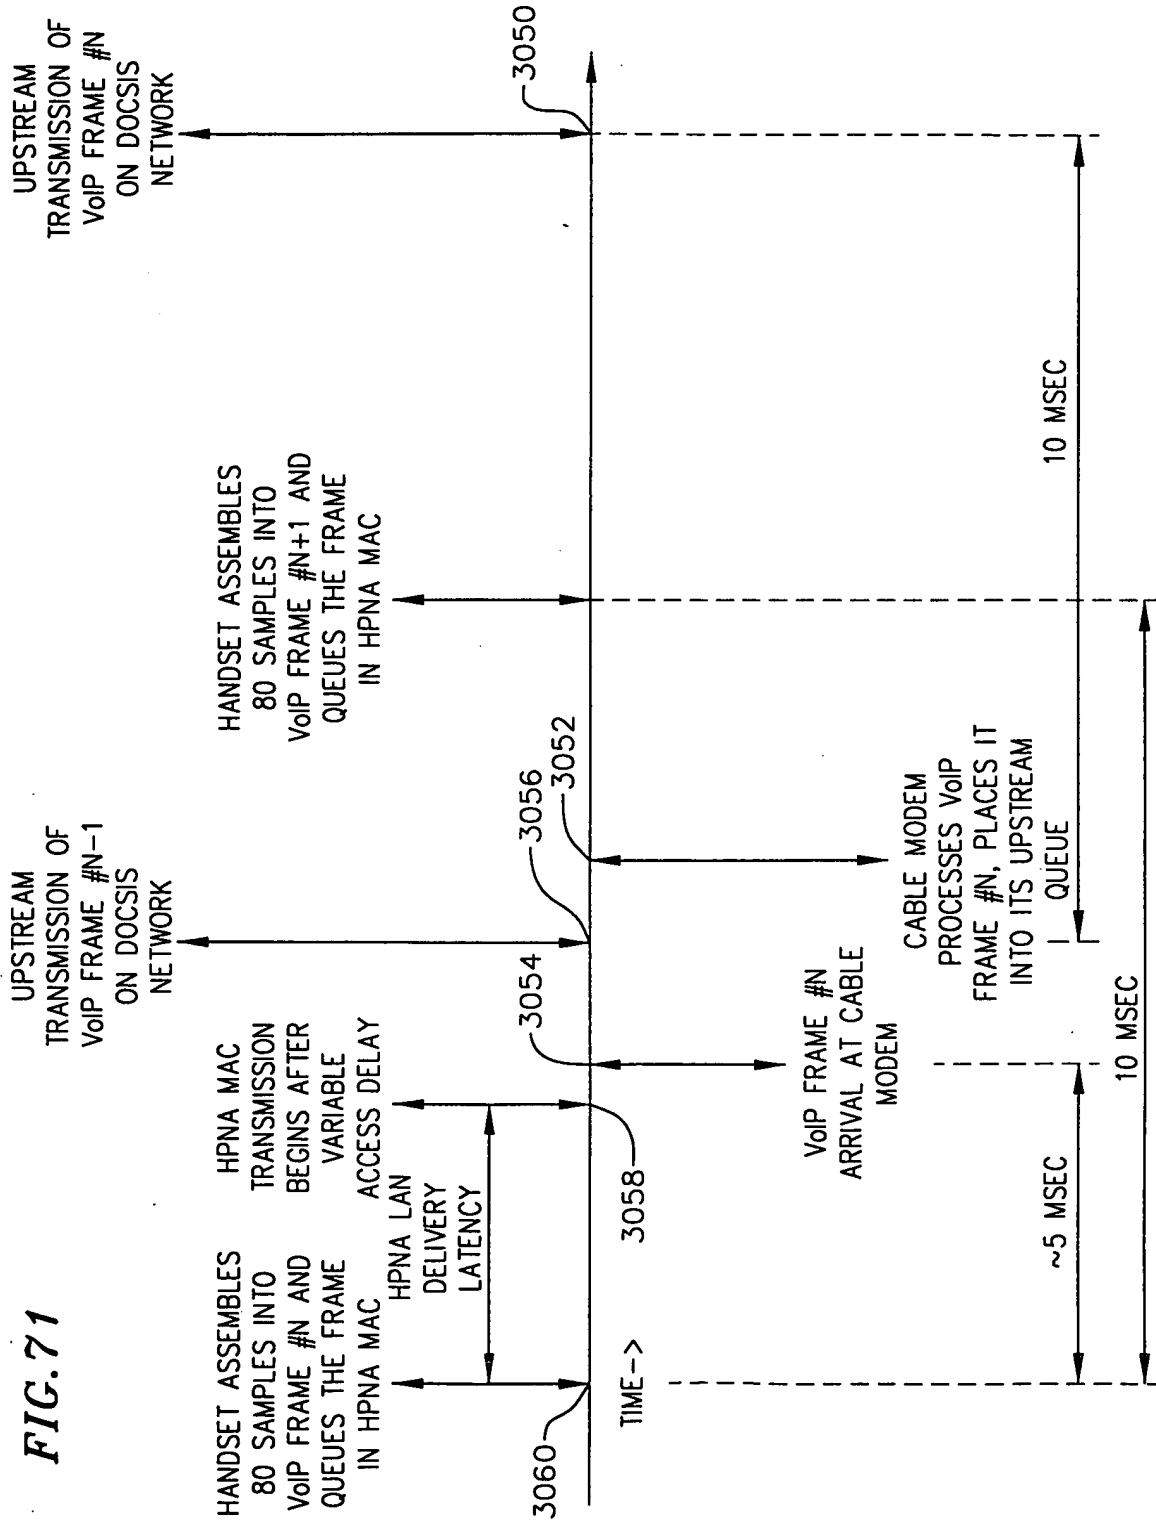 FIG. 71
HANDSET ASSEMBLES
80 SAMPLES INTO
VoIP FRAME #N AND
QUEUES THE FRAME
IN HPNA MAC
HPNA LAN
DELIVERY
LATENCY
HPNA MAC
TRANSMISSION
BEGINS AFTER
VARIABLE
ACCESS DELAY
UPSTREAM
TRANSMISSION OF
VoIP FRAME #N-1
ON DOCSIS
NETWORK
HANDSET ASSEMBLES
80 SAMPLES INTO
VoIP FRAME #N+1 AND
QUEUES THE FRAME
IN HPNA MAC
UPSTREAM
TRANSMISSION OF
VoIP FRAME #N
ON DOCSIS
NETWORK
3060
3058
3054
3056
3052
3050
TIME->
VoIP FRAME #N
ARRIVAL AT CABLE
MODEM
CABLE MODEM
PROCESSES VoIP
FRAME #N, PLACES IT
INTO ITS UPSTREAM
QUEUE
~5 MSEC
10 MSEC
10 MSEC